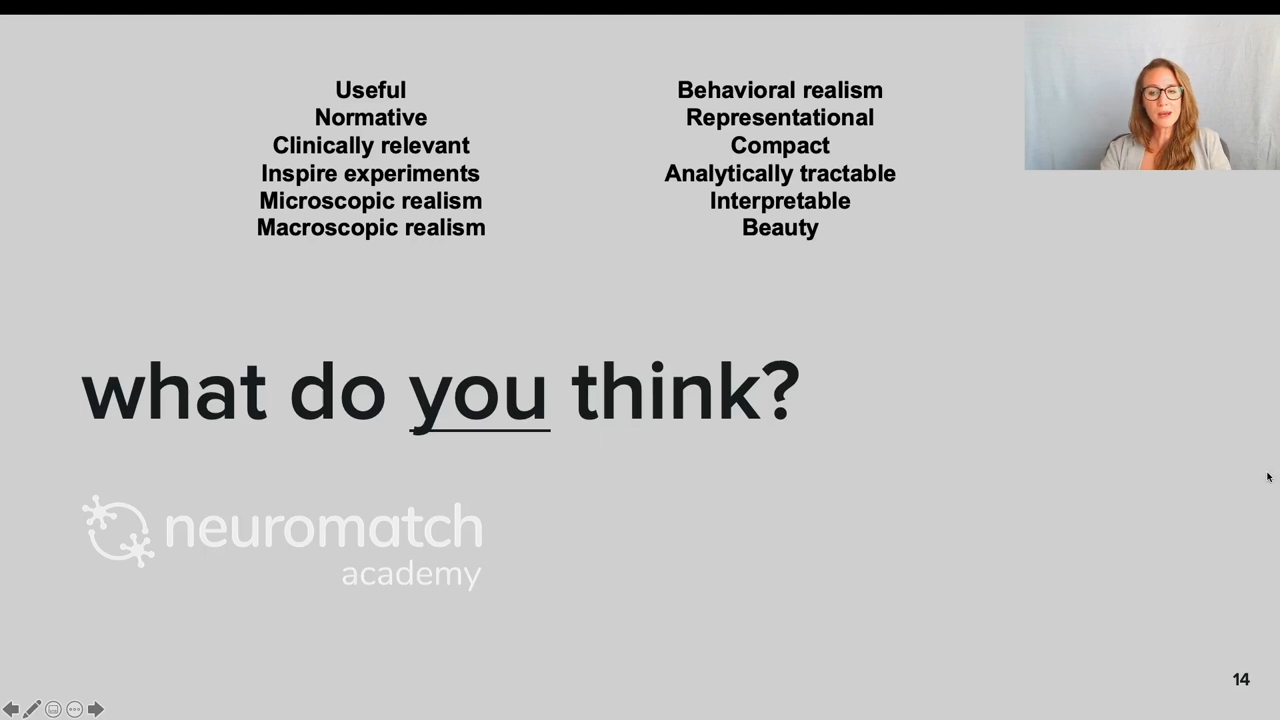 Useful
Normative
Clinically relevant
Inspire experiments
Microscopic realism
Macroscopic realism
Behavioral realism
Representational
Compact
Analytically tractable
Interpretable
Beauty
what do you think?
neuromatch
academy
14